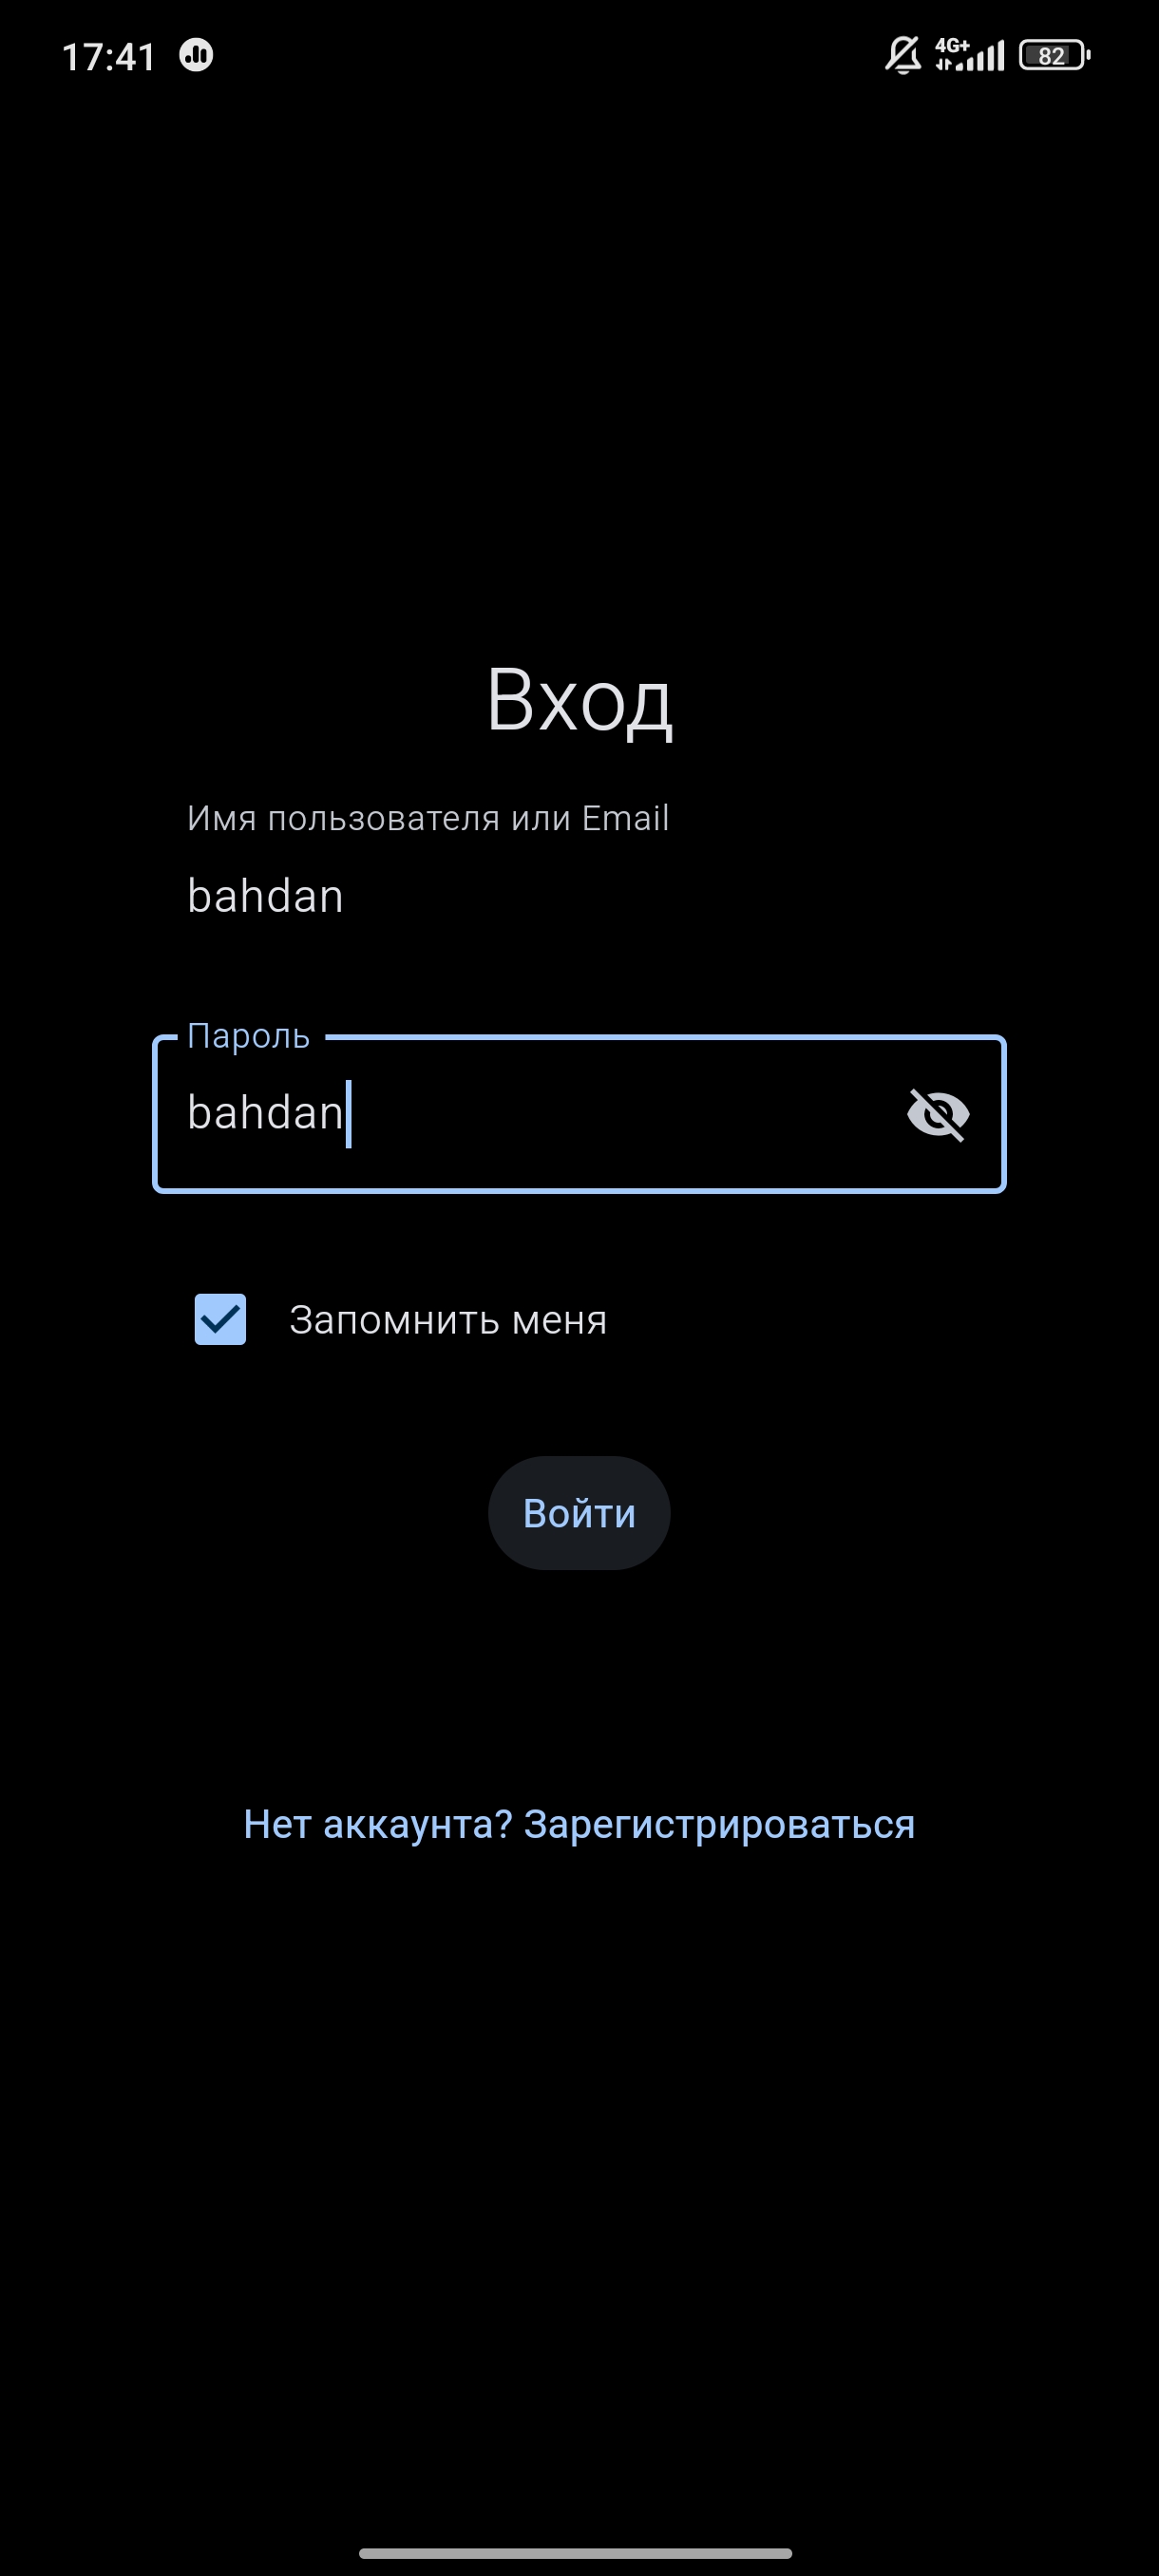 17:41
4G+
82
Вход
Имя пользователя или Email
bahdan
Пароль
bahdan
Запомнить меня
Войти
Нет аккаунта? Зарегистрироваться